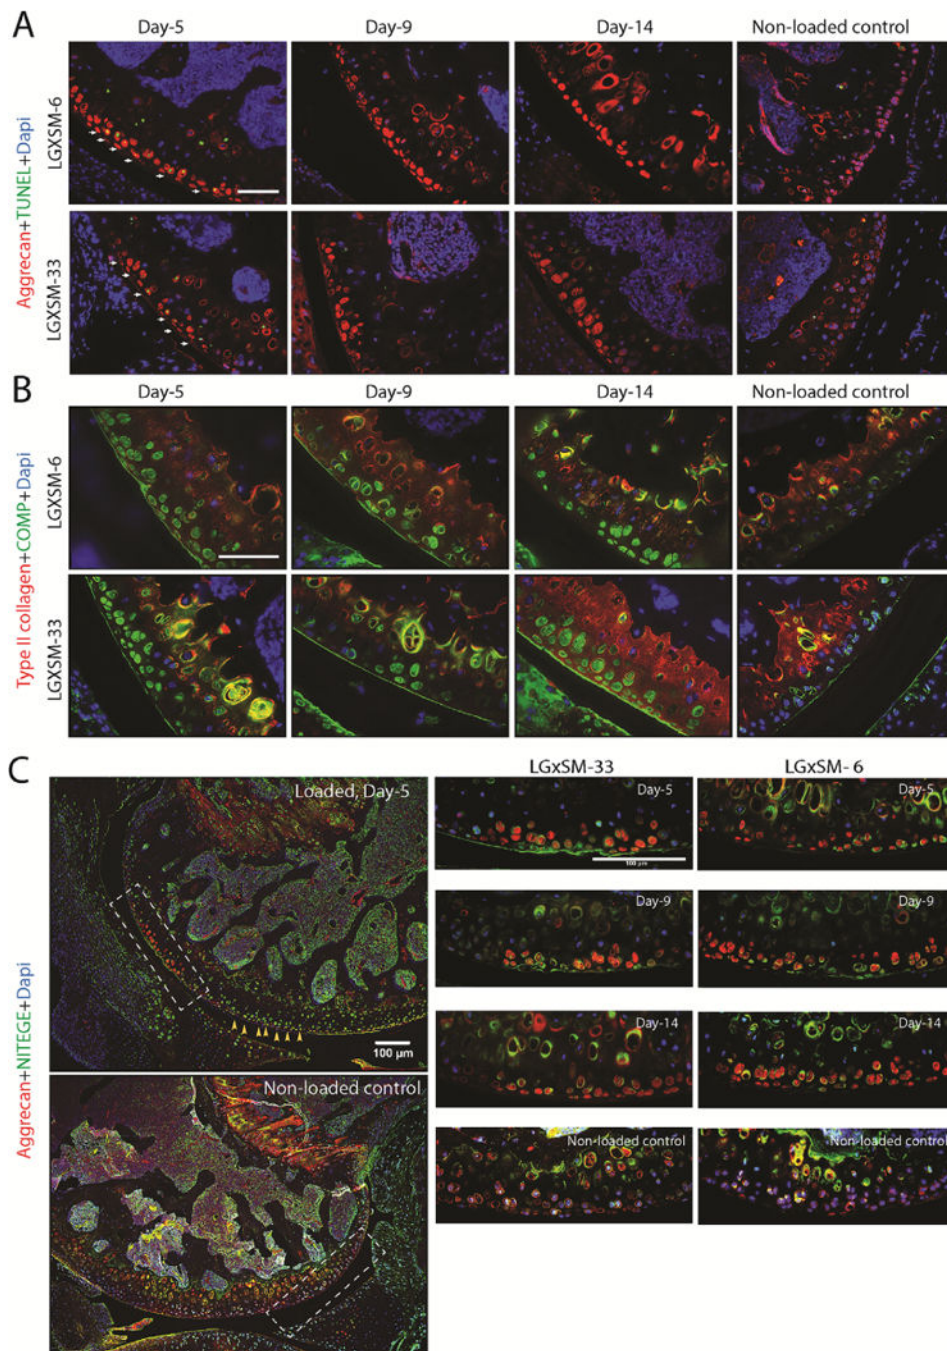 A
Day-5 Day-9 Day-14 Non-loaded control
Aggrecan+TUNEL+Dapi
LGXSM-6
LGXSM-33
B
Day-5 Day-9 Day-14 Non-loaded control
Type II collagen+COMP+Dapi
LGXSM-6
LGXSM-33
C
LGxSM-33 LGxSM- 6
Aggrecan+NITEGE+Dapi
Loaded, Day-5
100 µm
Non-loaded control
Day-5 Day-5
100 µm
Day-9 Day-9
Day-14 Day-14
Non-loaded control Non-loaded control